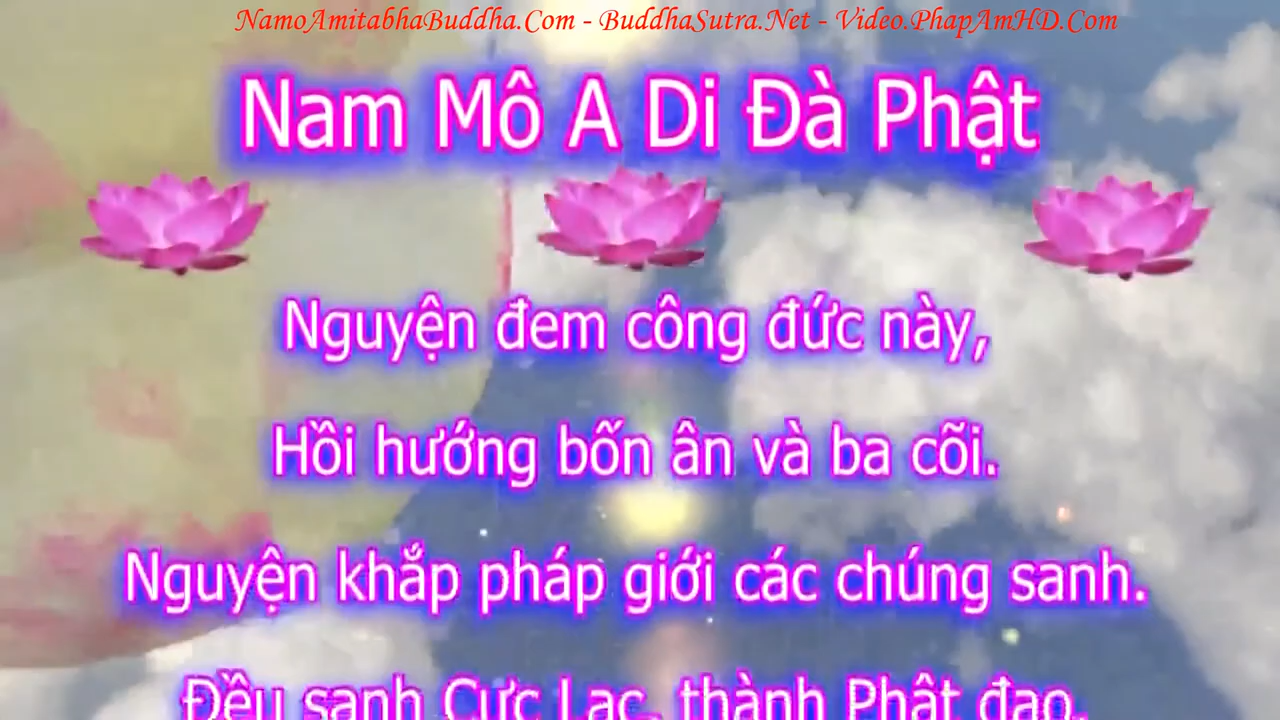 NamoAmitabhaBuddha.Com - BuddhaSutra.Net - Video.PhapAmHD.Com
Nam Mô A Di Đà Phật
Nguyện đem công đức này,
Hồi hướng bốn ân và ba cõi.
Nguyện khắp pháp giới các chúng sanh.
Đều sanh Cực Lạc, thành Phật đạo.